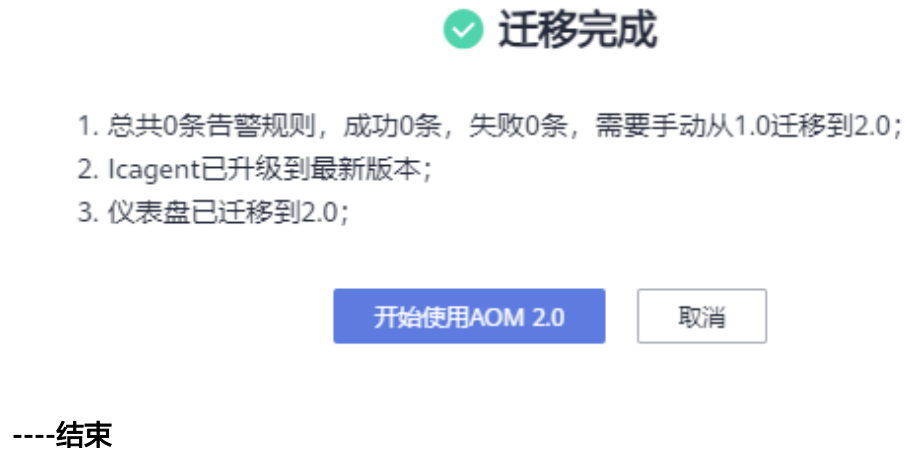 迁移完成
1. 总共0条告警规则，成功0条，失败0条，需要手动从1.0迁移到2.0；
2. Icagent已升级到最新版本；
3. 仪表盘已迁移到2.0；
开始使用AOM 2.0 取消
----结束